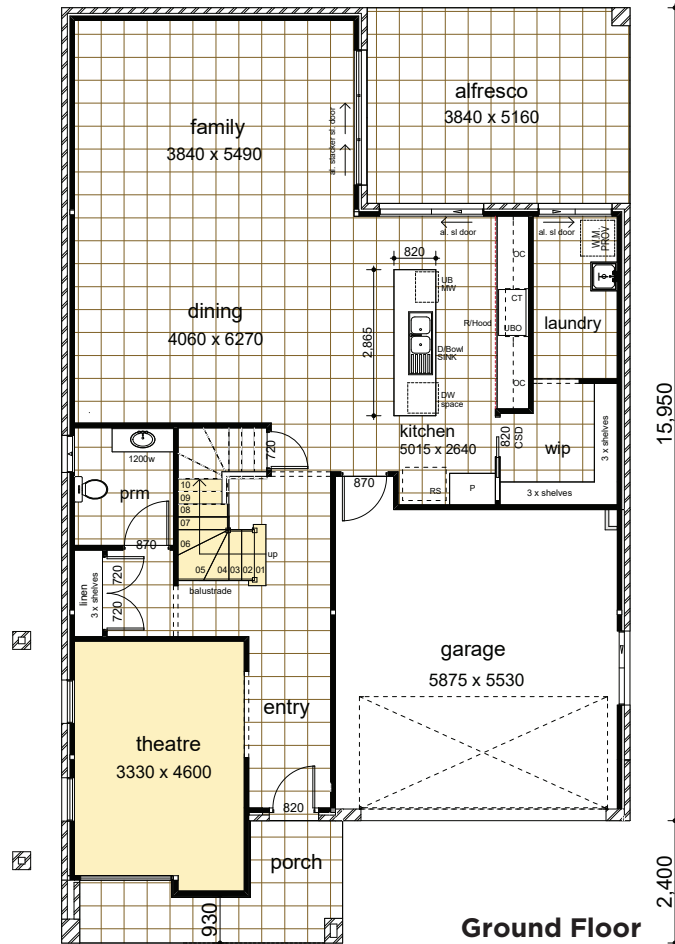 family
3840 x 5490
al. stacker sl. door
alfresco
3840 x 5160
al. sl door
al. sl door
W.M.
PROV
820
UB
MW
OC
CT
R/Hood
UBO
laundry
dining
4060 x 6270
2,865
D/Bowl
SINK
DW
space
OC
15,950
kitchen
5015 x 2640
820
CSD
wip
3 x shelves
3 x shelves
RS
P
1200w
prm
870
720
870
10
09
08
07
06
05
04
03
02
01
up
balustrade
linen
3 x shelves
720
720
garage
5875 x 5530
entry
theatre
3330 x 4600
820
porch
930
2,400
Ground Floor